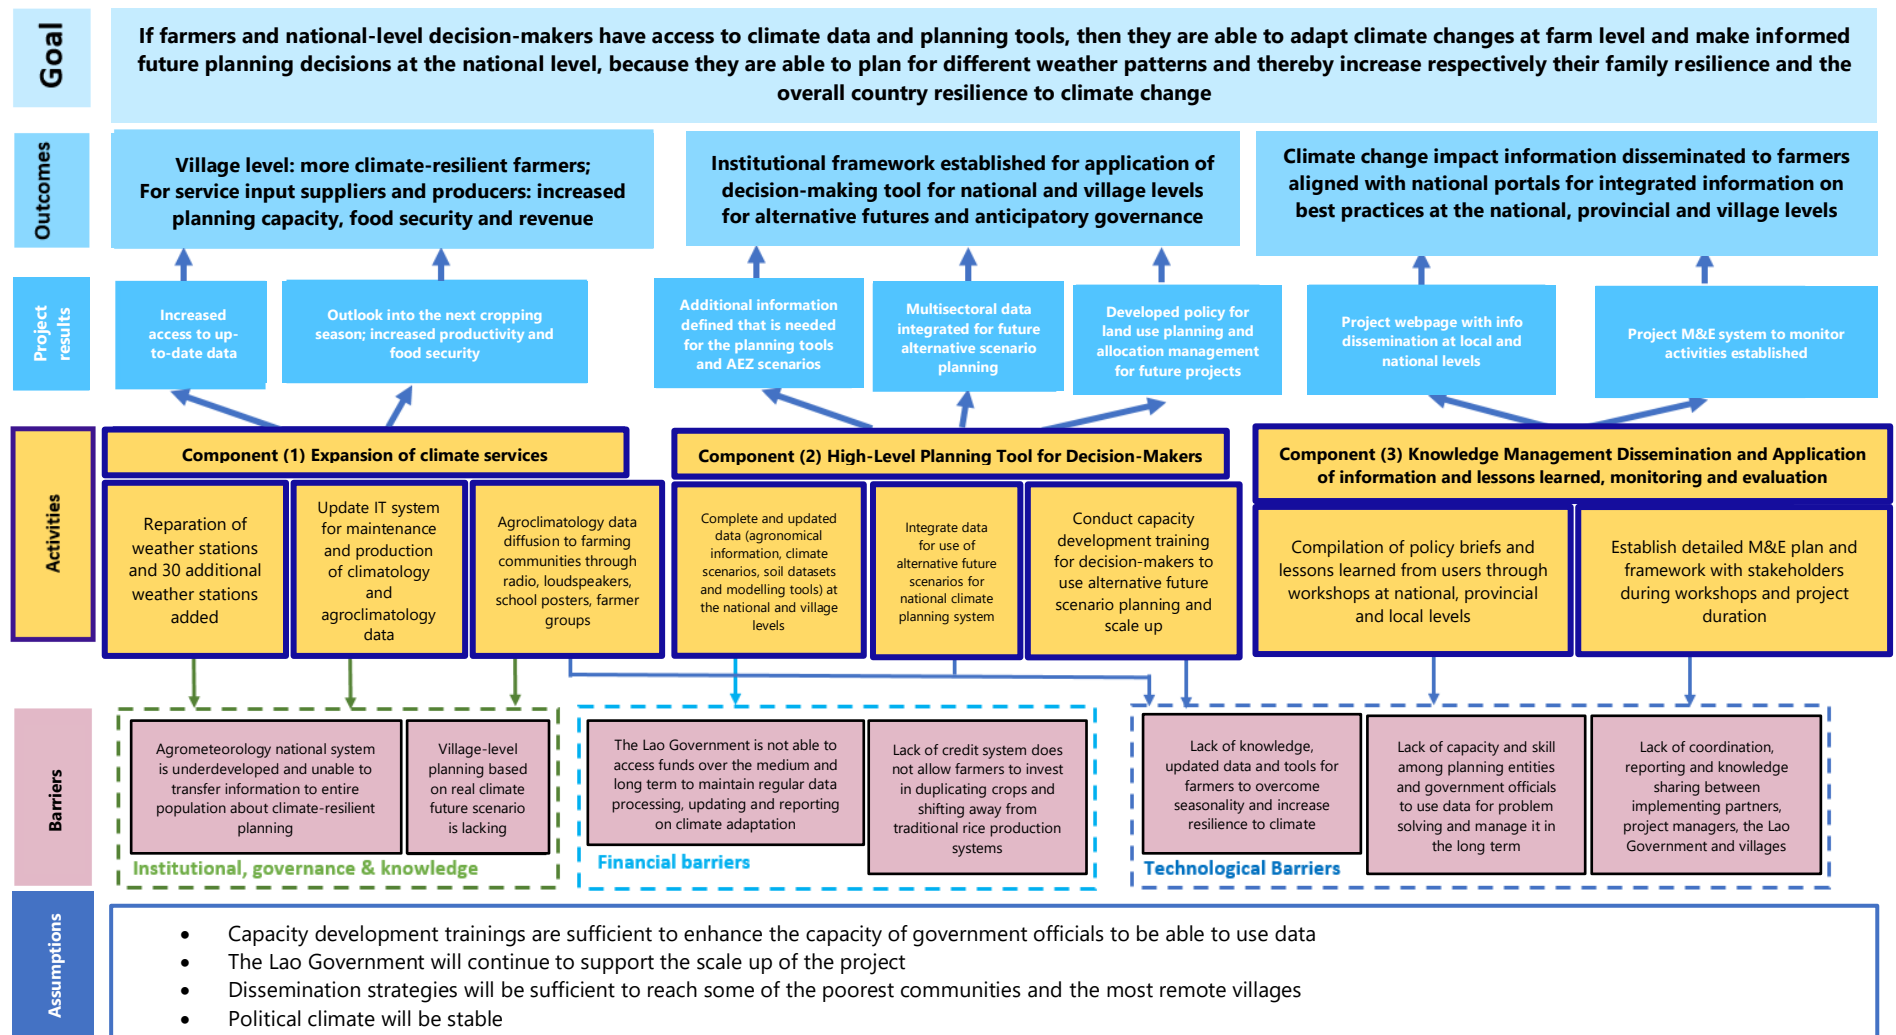 Goal
If farmers and national-level decision-makers have access to climate data and planning tools, then they are able to adapt climate changes at farm level and make informed
future planning decisions at the national level, because they are able to plan for different weather patterns and thereby increase respectively their family resilience and the
overall country resilience to climate change
Outcomes
Village level: more climate-resilient farmers;
For service input suppliers and producers: increased
planning capacity, food security and revenue
Institutional framework established for application of
decision-making tool for national and village levels
for alternative futures and anticipatory governance
Climate change impact information disseminated to farmers
aligned with national portals for integrated information on
best practices at the national, provincial and village levels
Project
results
Increased
access to up-
to-date data
Outlook into the next cropping
season; increased productivity and
food security
Additional information
defined that is needed
for the planning tools
and AEZ scenarios
Multisectoral data
integrated for future
alternative scenario
planning
Developed policy for
land use planning and
allocation management
for future projects
Project webpage with info
dissemination at local and
national levels
Project M&E system to monitor
activities established
Activities
Component (1) Expansion of climate services
Reparation of
weather stations
and 30 additional
weather stations
added
Update IT system
for maintenance
and production
of climatology
and
agroclimatology
data
Agroclimatology data
diffusion to farming
communities through
radio, loudspeakers,
school posters, farmer
groups
Component (2) High-Level Planning Tool for Decision-Makers
Complete and updated
data (agronomical
information, climate
scenarios, soil datasets
and modelling tools) at
the national and village
levels
Integrate data
for use of
alternative future
scenarios for
national climate
planning system
Conduct capacity
development training
for decision-makers to
use alternative future
scenario planning and
scale up
Component (3) Knowledge Management Dissemination and Application
of information and lessons learned, monitoring and evaluation
Compilation of policy briefs and
lessons learned from users through
workshops at national, provincial
and local levels
Establish detailed M&E plan and
framework with stakeholders
during workshops and project
duration
Barriers
Agrometeorology national system
is underdeveloped and unable to
transfer information to entire
population about climate-resilient
planning
Village-level
planning based
on real climate
future scenario
is lacking
Institutional, governance & knowledge
The Lao Government is not able to
access funds over the medium and
long term to maintain regular data
processing, updating and reporting
on climate adaptation
Lack of credit system does
not allow farmers to invest
in duplicating crops and
shifting away from
traditional rice production
systems
Financial barriers
Lack of knowledge,
updated data and tools for
farmers to overcome
seasonality and increase
resilience to climate
Lack of capacity and skill
among planning entities
and government officials
to use data for problem
solving and manage it in
the long term
Lack of coordination,
reporting and knowledge
sharing between
implementing partners,
project managers, the Lao
Government and villages
Technological Barriers
Assumptions
• Capacity development trainings are sufficient to enhance the capacity of government officials to be able to use data
• The Lao Government will continue to support the scale up of the project
• Dissemination strategies will be sufficient to reach some of the poorest communities and the most remote villages
• Political climate will be stable